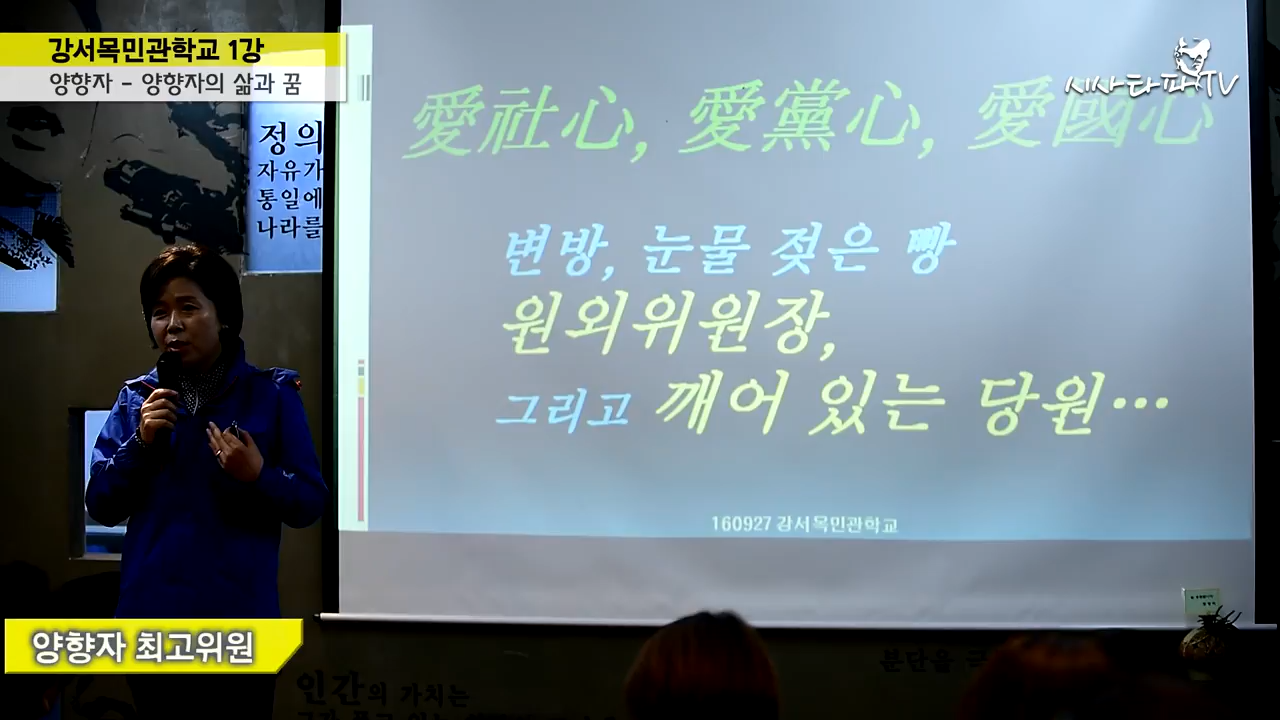 강서목민관학교 1강
양향자 - 양향자의 삶과 꿈
시사타파TV
정의
자유가
통일에
나라를
愛社心, 愛黨心, 愛國心
변방, 눈물 젖은 빵
원외위원장,
그리고 깨어 있는 당원…
160927 강서목민관학교
양향자 최고위원
인간의 가치는
분단을